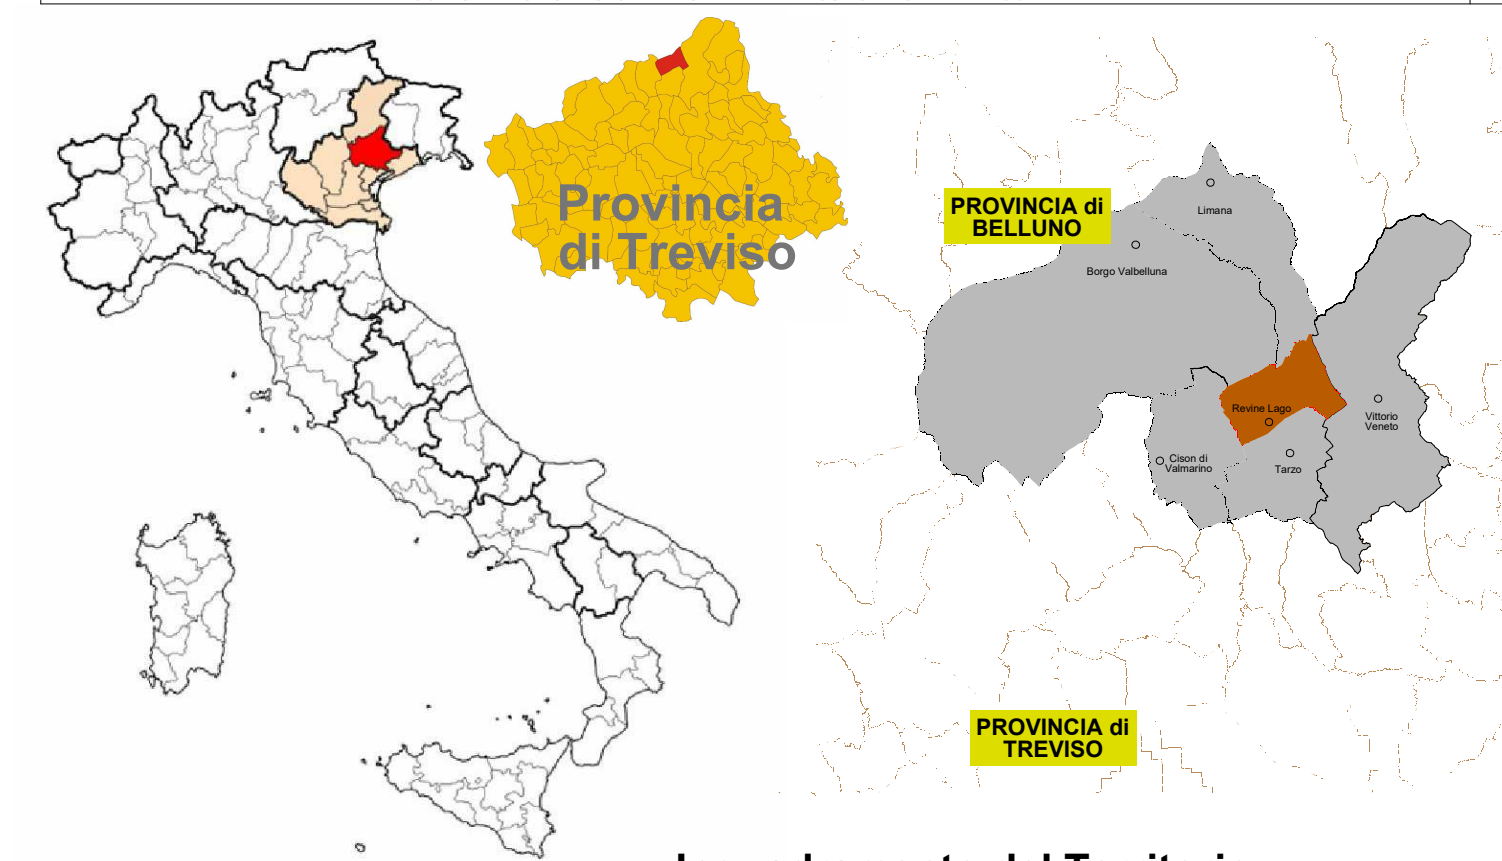 Provincia
di Treviso
PROVINCIA di
BELLUNO
Limana
Borgo Valbelluna
Revine Lago
Vittorio
Veneto
Cison di
Valmarino
Tarzo
PROVINCIA di
TREVISO